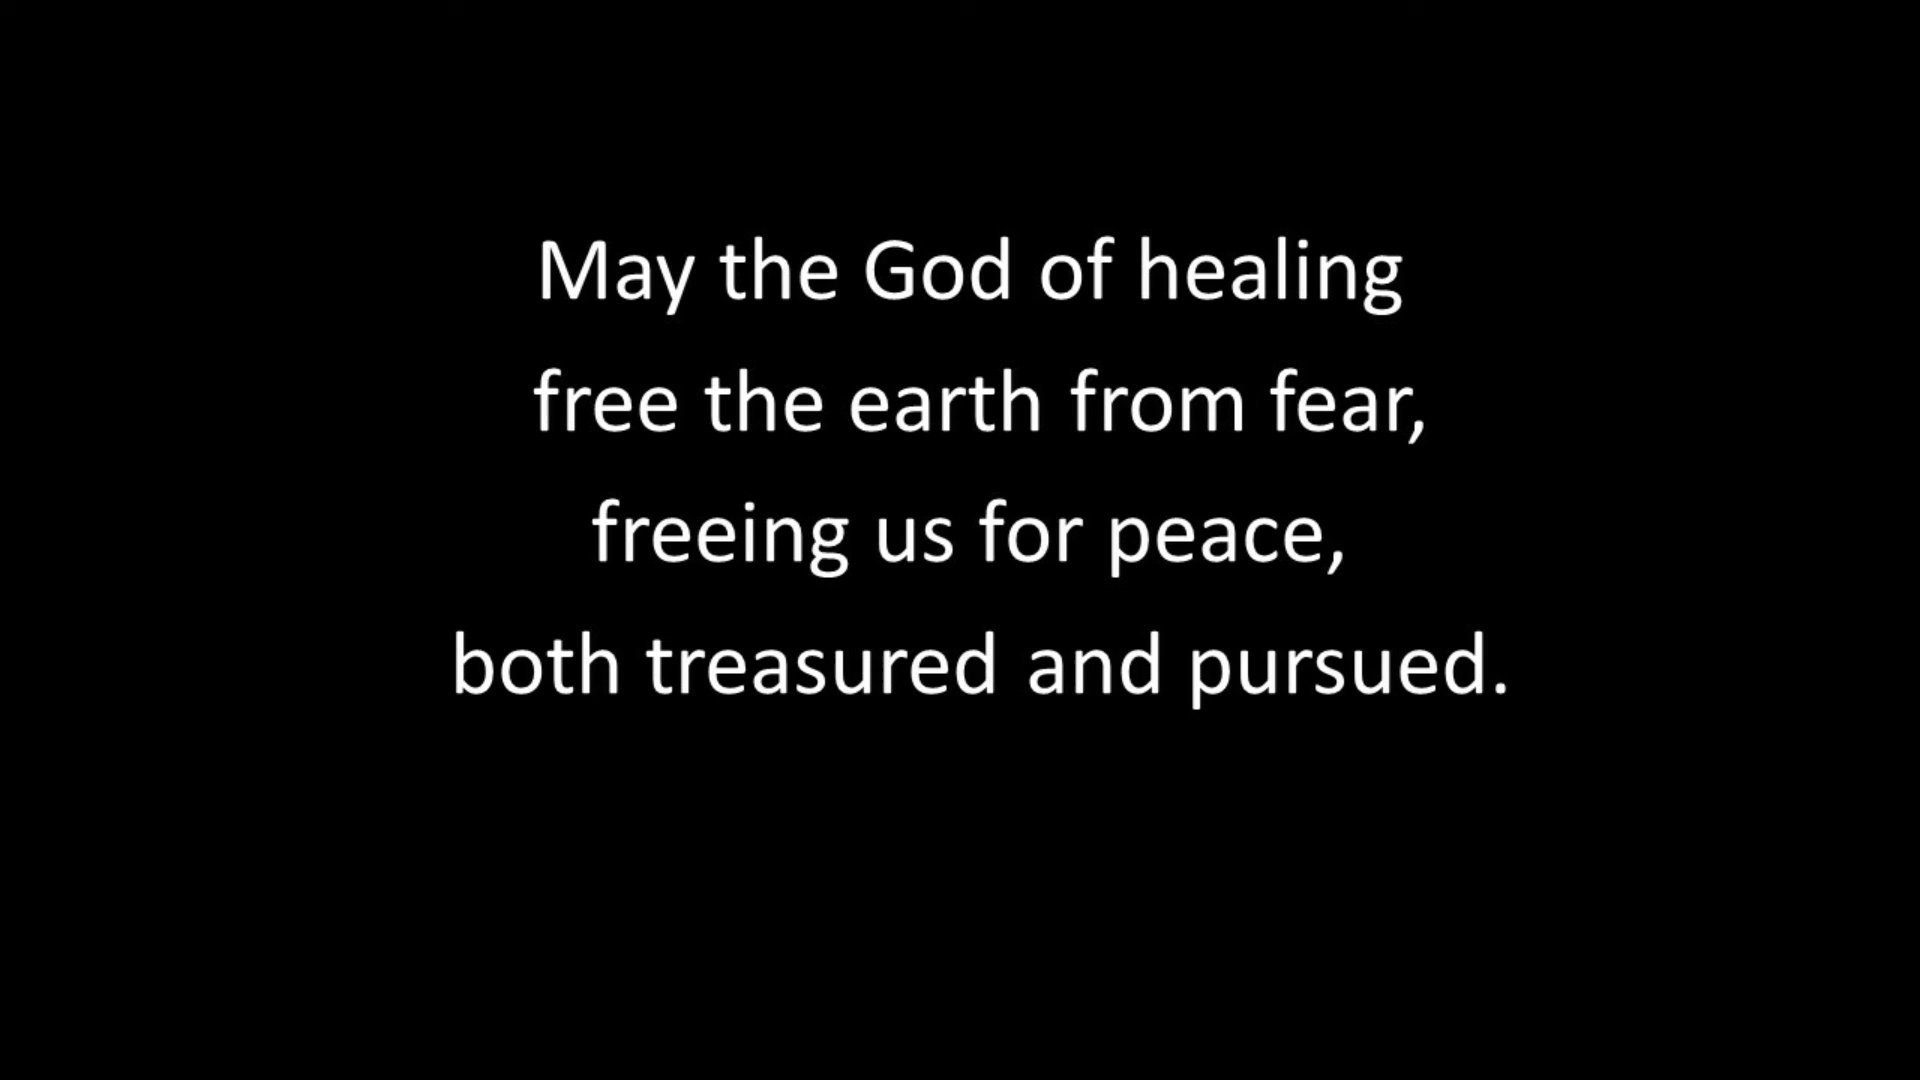 May the God of healing
free the earth from fear,
freeing us for peace,
both treasured and pursued.